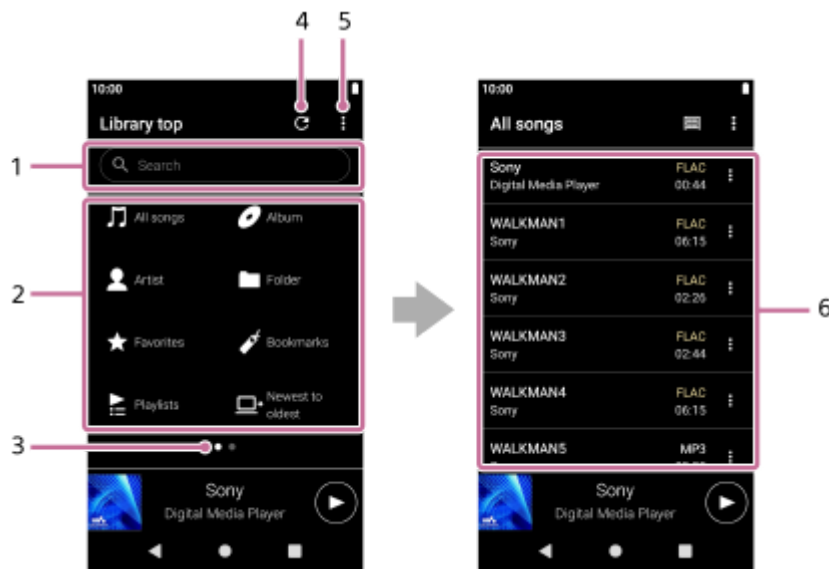 4 5
10:00
Library top
1
Search
2
All songs
Album
Artist
Folder
Favorites
Bookmarks
Playlists
Newest to
oldest
3
Sony
Digital Media Player
10:00
All songs
Sony FLAC
Digital Media Player 00:44
WALKMAN1 FLAC
Sony 06:15
WALKMAN2 FLAC
Sony 02:26
WALKMAN3 FLAC
Sony 02:44
WALKMAN4 FLAC
Sony 06:15
WALKMAN5 MP3
6
Sony
Digital Media Player